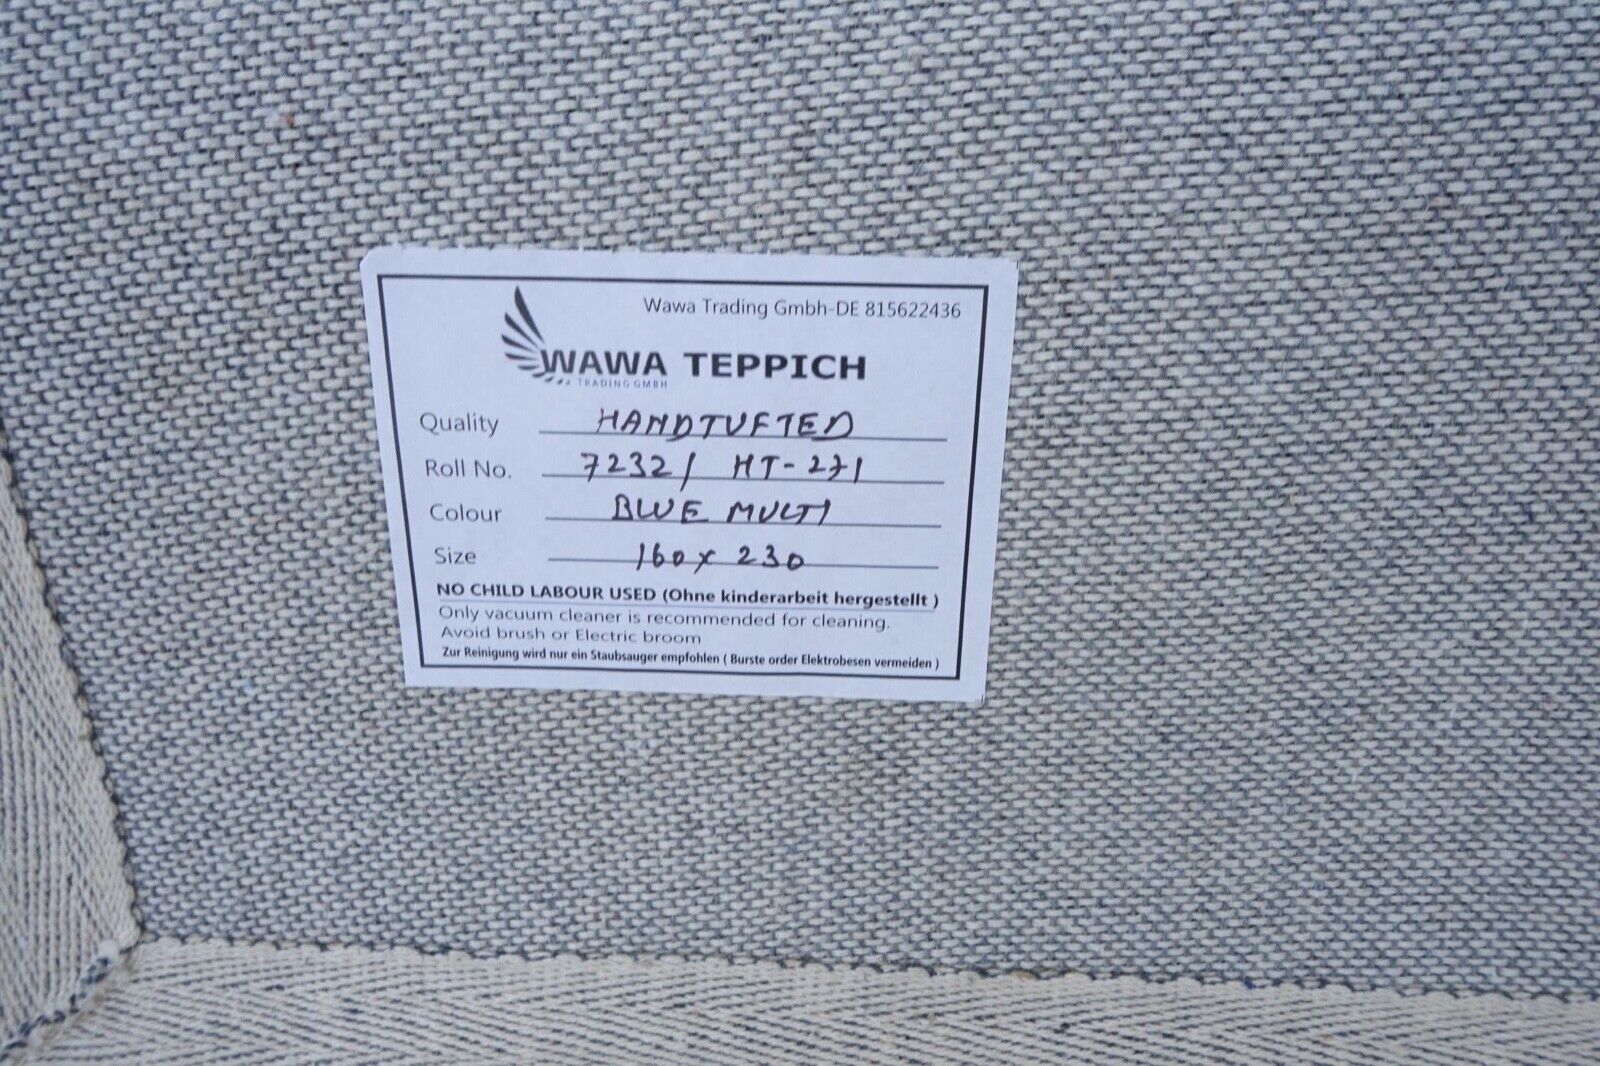 Wawa Trading Gmbh-DE 815622436
WAWA TEPPICH
TRADING GMBH
Quality HANDTUFTED
Roll No. 7232/ HT-271
Colour BLUE MULTI
Size 160x 230
NO CHILD LABOUR USED (Ohne kinderarbeit hergestellt )
Only vacuum cleaner is recommended for cleaning.
Avoid brush or Electric broom
Zur Reinigung wird nur ein Staubsauger empfohlen ( Burste order Elektrobesen vermeiden )